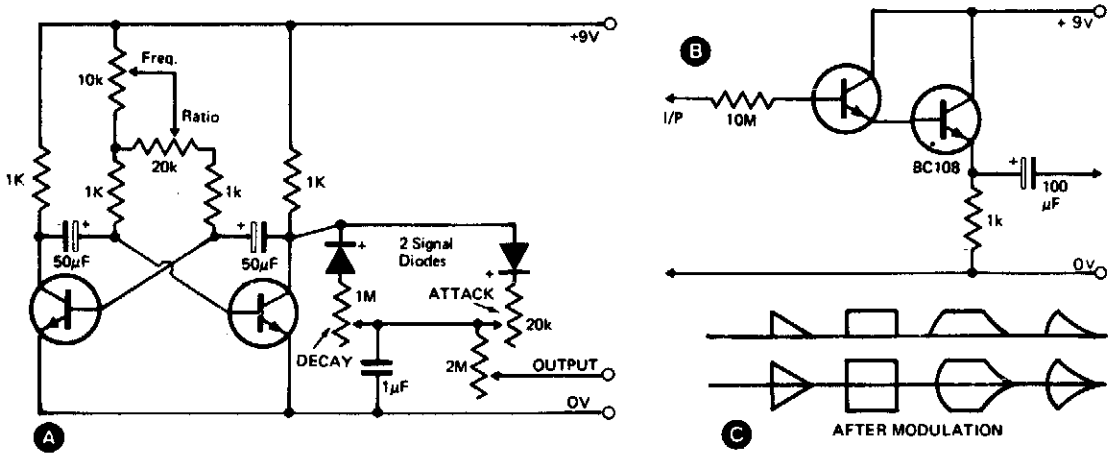 +9V
Freq.
10k
Ratio
20k
1K
1K
1k
1K
+
+
50µF
50µF
+
2 Signal
Diodes
+
1M
ATTACK
20k
DECAY
2M
1µF
OUTPUT
0V
A
+9V
B
I/P
10M
BC108
+
100
µF
1k
0V
C
AFTER MODULATION